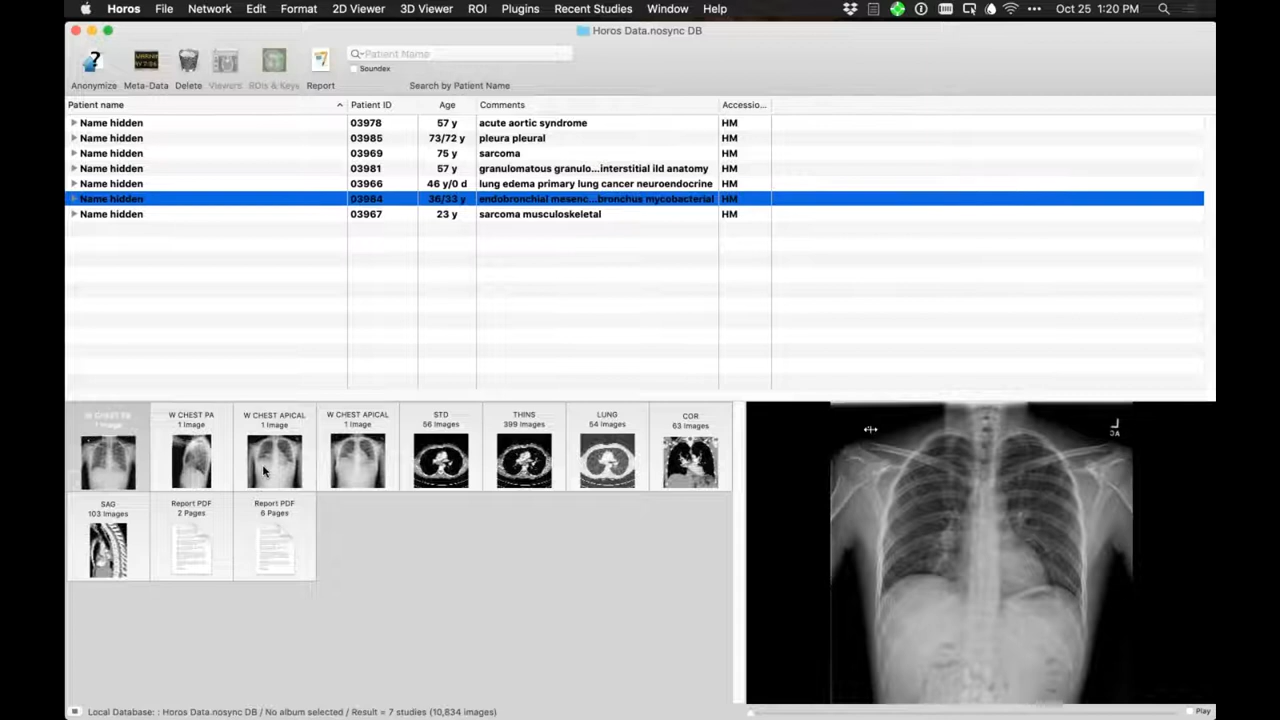 Horos File Network Edit Format 2D Viewer 3D Viewer ROI Plugins Recent Studies Window Help Oct 25 1:20 PM
Horos Data.nosync DB
Patient Name
Soundex
Anonymize Meta-Data Delete Viewers ROIs & Keys Report Search by Patient Name
Patient name Patient ID Age Comments Accessio...
Name hidden 03978 57 y acute aortic syndrome HM
Name hidden 03985 73/72 y pleura pleural HM
Name hidden 03969 75 y sarcoma HM
Name hidden 03981 57 y granulomatous granulo...interstitial ild anatomy HM
Name hidden 03966 46 y/0 d lung edema primary lung cancer neuroendocrine HM
Name hidden 03984 36/33 y endobronchial mesenc...bronchus mycobacterial HM
Name hidden 03967 23 y sarcoma musculoskeletal HM
W CHEST PA W CHEST PA W CHEST APICAL W CHEST APICAL STD THINS LUNG COR
1 Image 1 Image 1 Image 1 Image 56 Images 399 Images 54 Images 63 Images
SAG Report PDF Report PDF
103 Images 2 Pages 6 Pages
L
Local Database: : Horos Data.nosync DB / No album selected / Result = 7 studies (10,834 images) Play